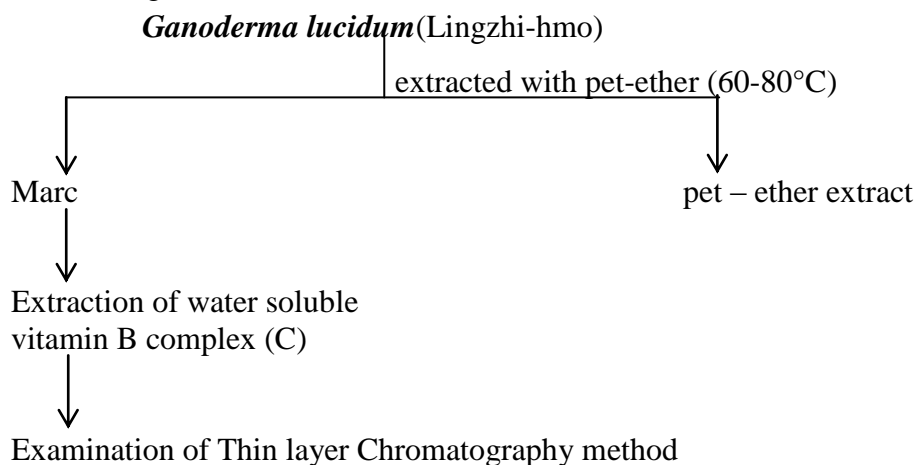 Ganoderma lucidum(Lingzhi-hmo)
extracted with pet-ether (60-80°C)
Marc pet – ether extract
Extraction of water soluble
vitamin B complex (C)
Examination of Thin layer Chromatography method